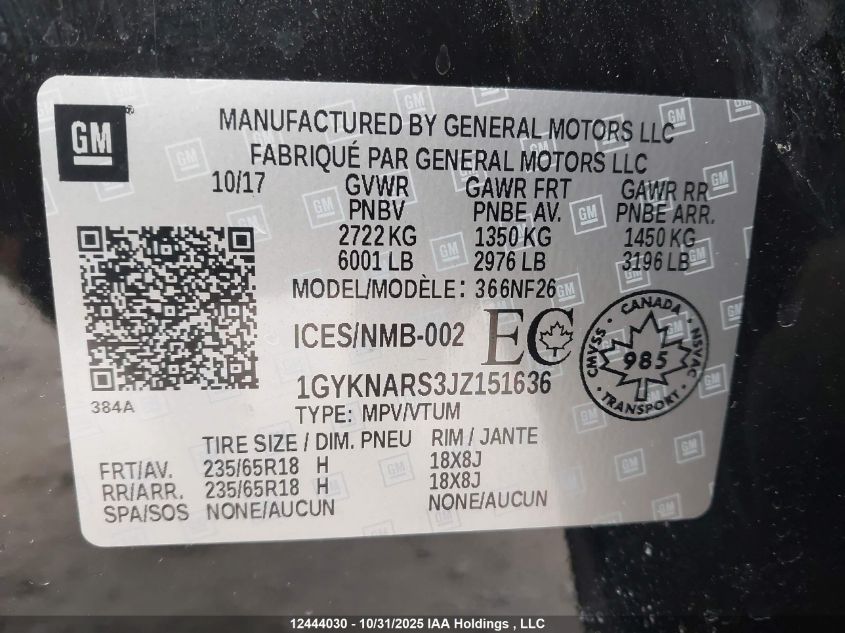 GM
MANUFACTURED BY GENERAL MOTORS LLC
FABRIQUÉ PAR GENERAL MOTORS LLC
10/17 GVWR GAWR FRT GAWR RR
PNBV PNBE AV. PNBE ARR.
2722 KG 1350 KG 1450 KG
6001 LB 2976 LB 3196 LB
MODEL/MODÈLE: 366NF26
ICES/NMB-002 EC
CANADA
CMVSS 985 NSVAC
TRANSPORT
1GYKNARS3JZ151636
384A
TYPE: MPV/VTUM
TIRE SIZE / DIM. PNEU RIM / JANTE
FRT/AV. 235/65R18 H 18X8J
RR/ARR. 235/65R18 H 18X8J
SPA/SOS NONE/AUCUN NONE/AUCUN
12444030 - 10/31/2025 IAA Holdings , LLC